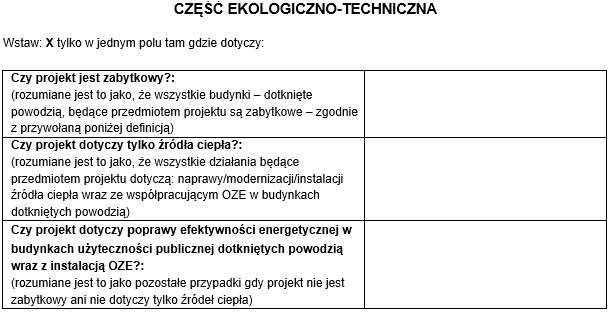 CZĘŚĆ EKOLOGICZNO-TECHNICZNA
Wstaw: X tylko w jednym polu tam gdzie dotyczy:
Czy projekt jest zabytkowy?:
(rozumiane jest to jako, że wszystkie budynki – dotknięte
powodzią, będące przedmiotem projektu są zabytkowe – zgodnie
z przywołaną poniżej definicją)
Czy projekt dotyczy tylko źródła ciepła?:
(rozumiane jest to jako, że wszystkie działania będące
przedmiotem projektu dotyczą: naprawy/modernizacji/instalacji
źródła ciepła wraz ze współpracującym OZE w budynkach
dotkniętych powodzią)
Czy projekt dotyczy poprawy efektywności energetycznej w
budynkach użyteczności publicznej dotkniętych powodzią
wraz z instalacją OZE?:
(rozumiane jest to jako pozostałe przypadki gdy projekt nie jest
zabytkowy ani nie dotyczy tylko źródeł ciepła)